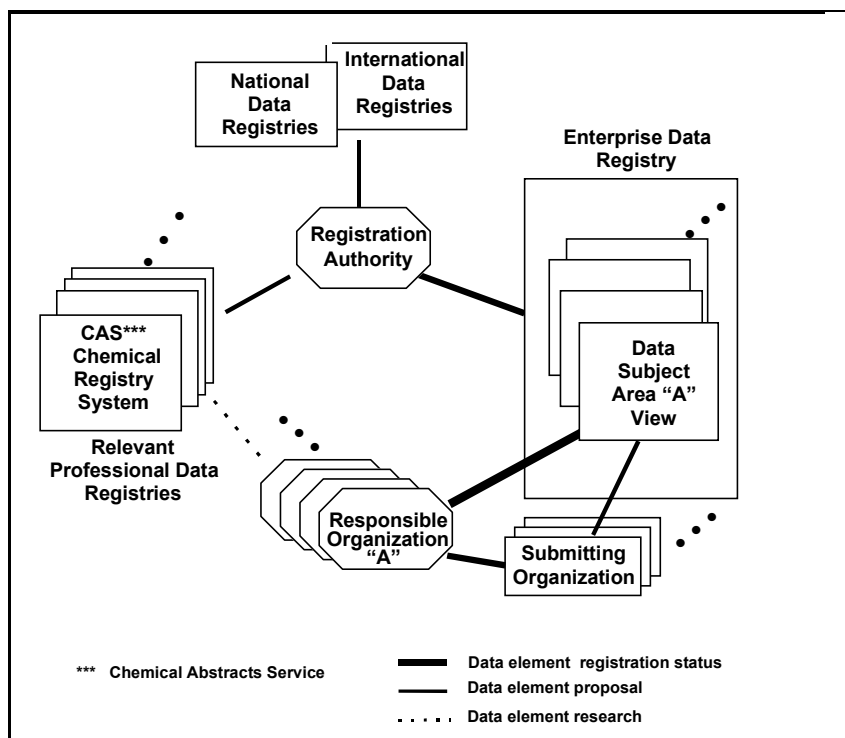 National
Data
Registries
International
Data
Registries
Enterprise Data
Registry
Registration
Authority
CAS***
Chemical
Registry
System
Relevant
Professional Data
Registries
Data
Subject
Area “A”
View
Responsible
Organization
“A”
Submitting
Organization
*** Chemical Abstracts Service
Data element registration status
Data element proposal
Data element research